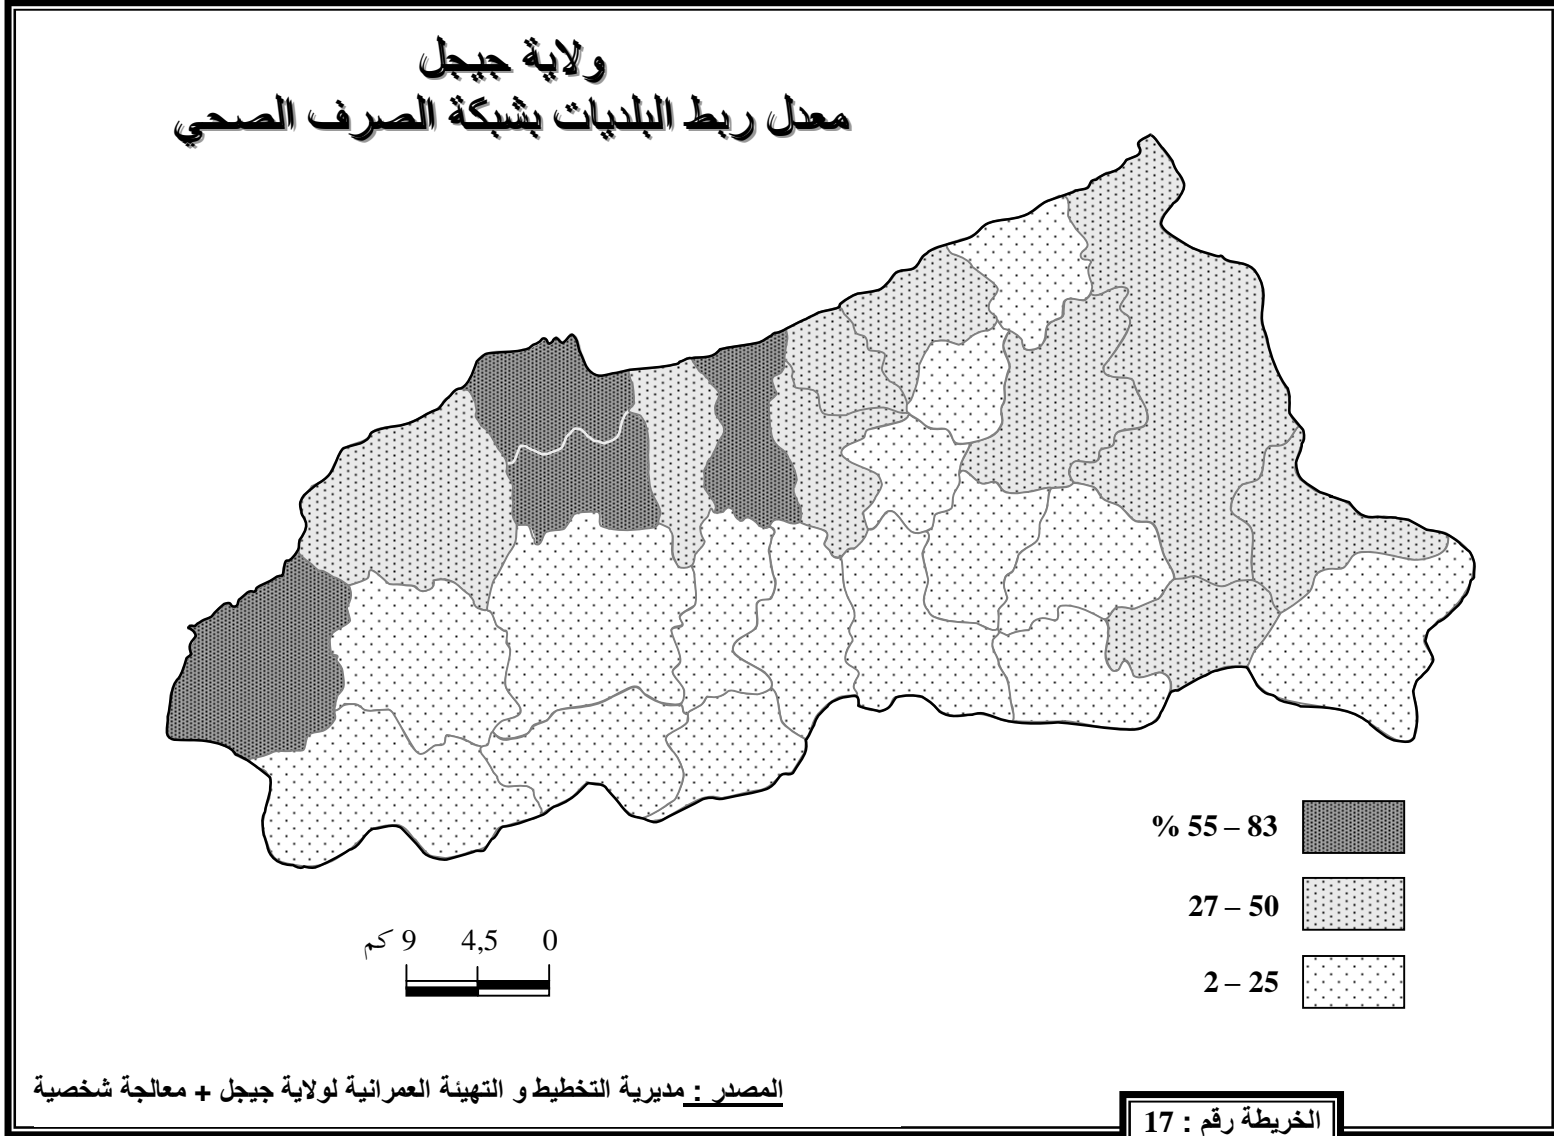 ولاية جيجل
معدل ربط البلديات بشبكة الصرف الصحي
% 55 – 83
27 – 50
2 – 25
0 4,5 9 كم
المصدر : مديرية التخطيط و التهيئة العمرانية لولاية جيجل + معالجة شخصية
الخريطة رقم : 17